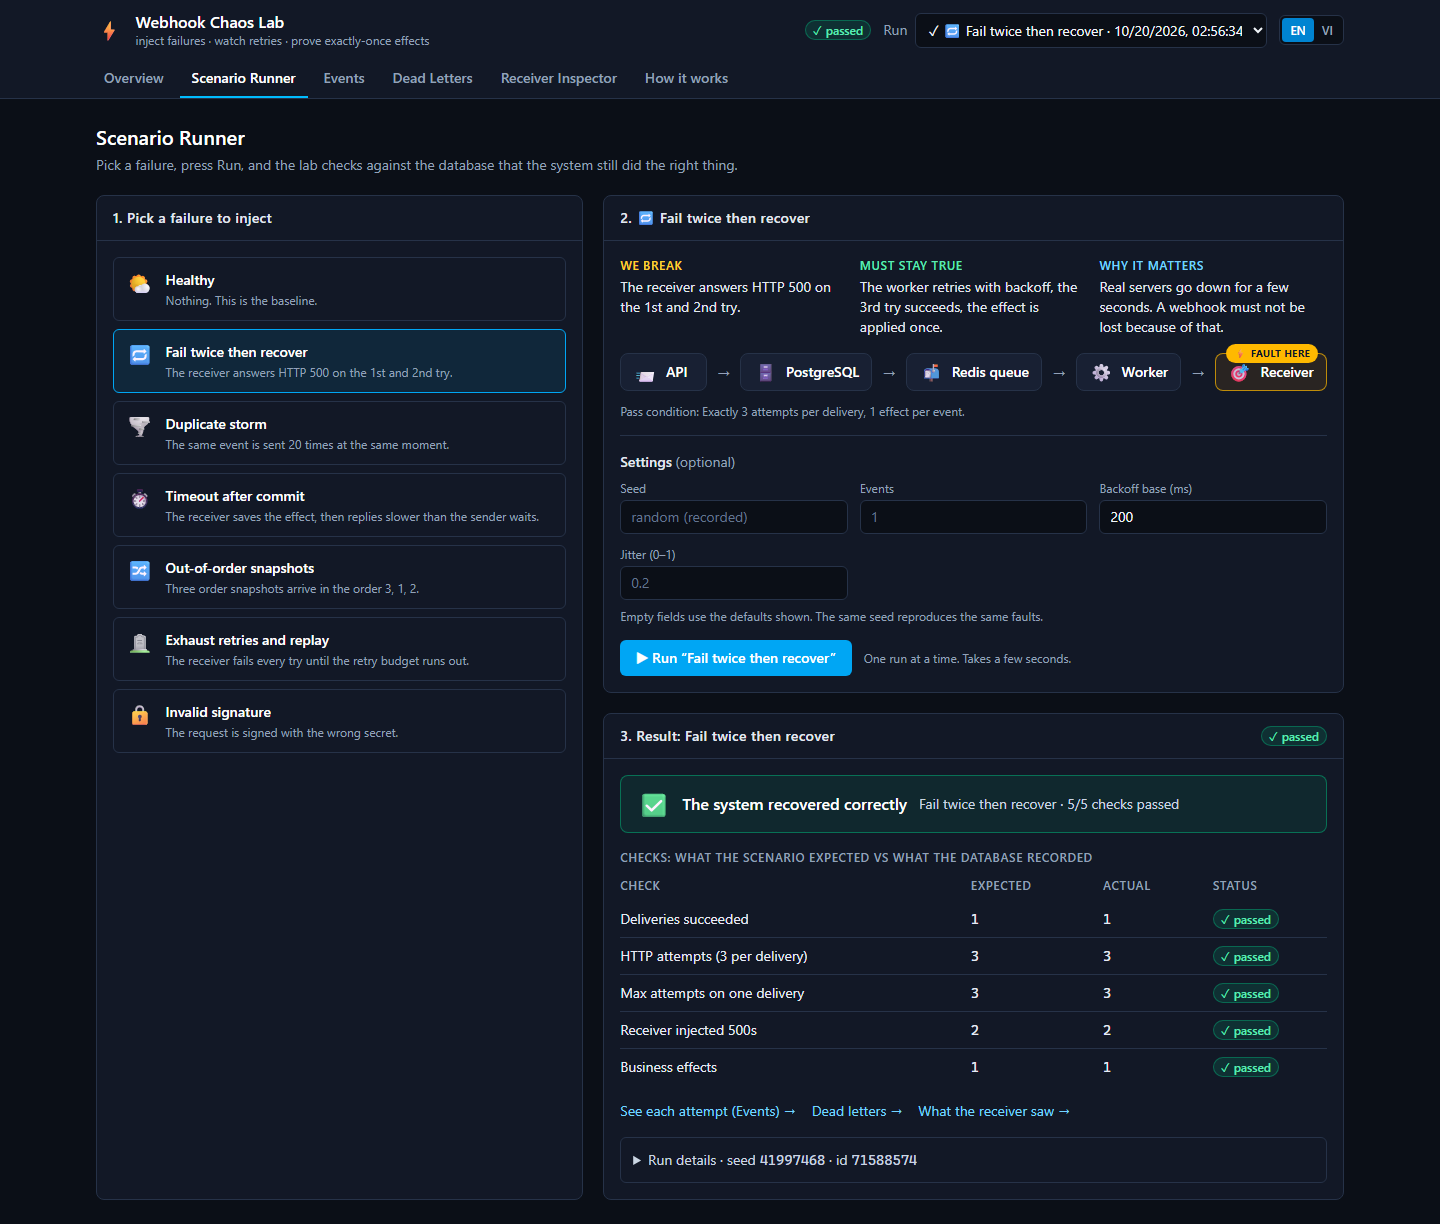 Webhook Chaos Lab
inject failures · watch retries · prove exactly-once effects
✓ passed
Run
✓ 🔁 Fail twice then recover · 10/20/2026, 02:56:34
EN
VI
Overview
Scenario Runner
Events
Dead Letters
Receiver Inspector
How it works
Scenario Runner
Pick a failure, press Run, and the lab checks against the database that the system still did the right thing.
1. Pick a failure to inject
Healthy
Nothing. This is the baseline.
Fail twice then recover
The receiver answers HTTP 500 on the 1st and 2nd try.
Duplicate storm
The same event is sent 20 times at the same moment.
Timeout after commit
The receiver saves the effect, then replies slower than the sender waits.
Out-of-order snapshots
Three order snapshots arrive in the order 3, 1, 2.
Exhaust retries and replay
The receiver fails every try until the retry budget runs out.
Invalid signature
The request is signed with the wrong secret.
2. 🔁 Fail twice then recover
WE BREAK
The receiver answers HTTP 500 on
the 1st and 2nd try.
MUST STAY TRUE
The worker retries with backoff, the
3rd try succeeds, the effect is
applied once.
WHY IT MATTERS
Real servers go down for a few
seconds. A webhook must not be
lost because of that.
FAULT HERE
API → PostgreSQL → Redis queue → Worker → Receiver
Pass condition: Exactly 3 attempts per delivery, 1 effect per event.
Settings (optional)
Seed
random (recorded)
Events
1
Backoff base (ms)
200
Jitter (0–1)
0.2
Empty fields use the defaults shown. The same seed reproduces the same faults.
▶ Run “Fail twice then recover”
One run at a time. Takes a few seconds.
3. Result: Fail twice then recover
✓ passed
The system recovered correctly Fail twice then recover · 5/5 checks passed
CHECKS: WHAT THE SCENARIO EXPECTED VS WHAT THE DATABASE RECORDED
CHECK EXPECTED ACTUAL STATUS
Deliveries succeeded 1 1 ✓ passed
HTTP attempts (3 per delivery) 3 3 ✓ passed
Max attempts on one delivery 3 3 ✓ passed
Receiver injected 500s 2 2 ✓ passed
Business effects 1 1 ✓ passed
See each attempt (Events) → Dead letters → What the receiver saw →
▶ Run details · seed 41997468 · id 71588574